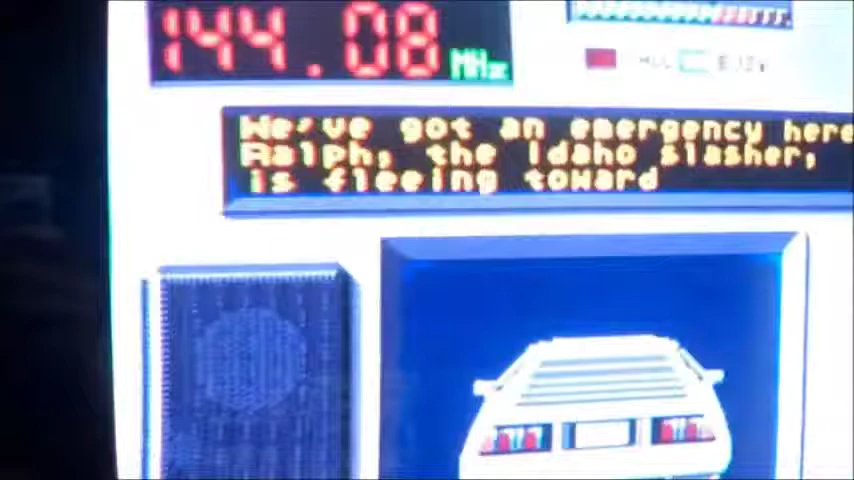 144.08 MHz
We've got an emergency here
Ralph, the Idaho slasher,
is fleeing toward